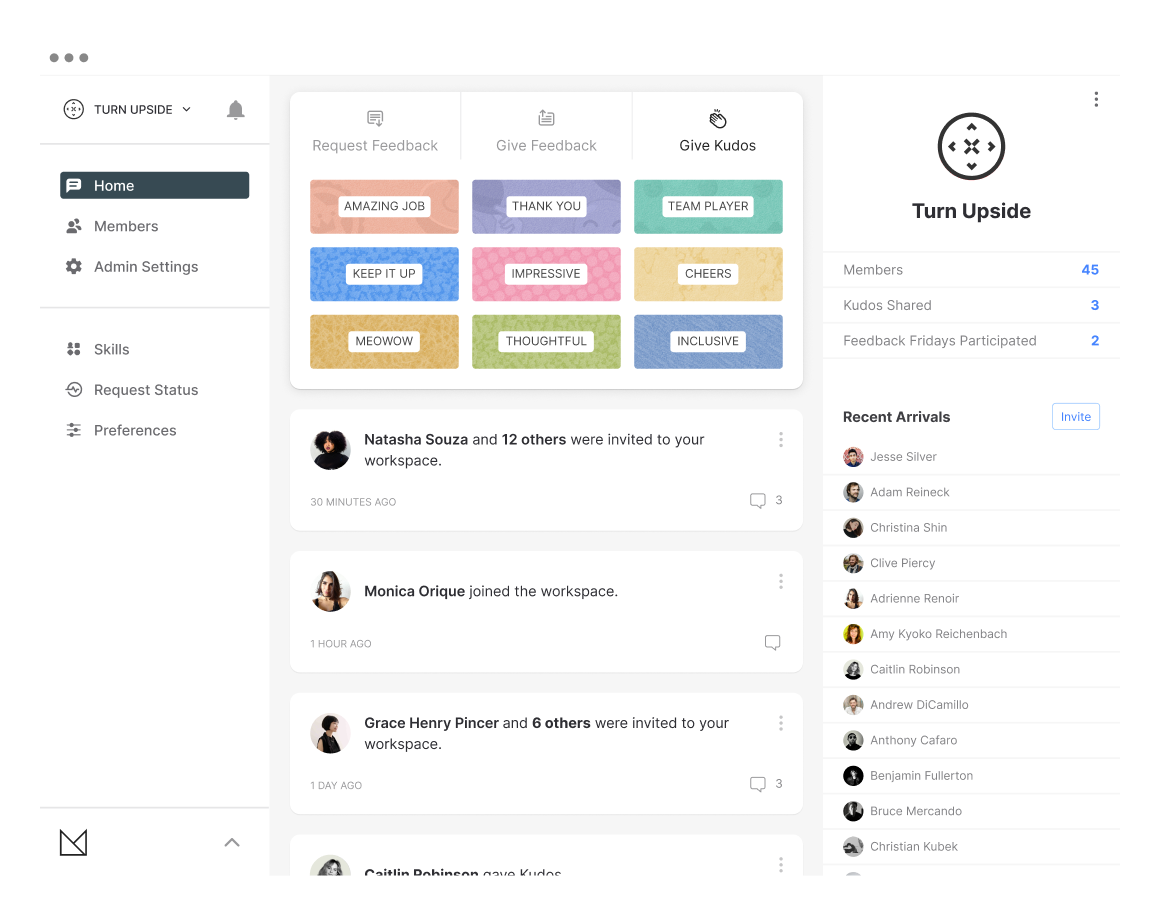 TURN UPSIDE
Home
Members
Admin Settings
Skills
Request Status
Preferences
Request Feedback
Give Feedback
Give Kudos
AMAZING JOB
THANK YOU
TEAM PLAYER
KEEP IT UP
IMPRESSIVE
CHEERS
MEOWOW
THOUGHTFUL
INCLUSIVE
Natasha Souza and 12 others were invited to your
workspace.
30 MINUTES AGO
3
Monica Orique joined the workspace.
1 HOUR AGO
Grace Henry Pincer and 6 others were invited to your
workspace.
1 DAY AGO
3
Caitlin Robinson gave Kudos
Turn Upside
Members 45
Kudos Shared 3
Feedback Fridays Participated 2
Recent Arrivals
Invite
Jesse Silver
Adam Reineck
Christina Shin
Clive Piercy
Adrienne Renoir
Amy Kyoko Reichenbach
Caitlin Robinson
Andrew DiCamillo
Anthony Cafaro
Benjamin Fullerton
Bruce Mercando
Christian Kubek